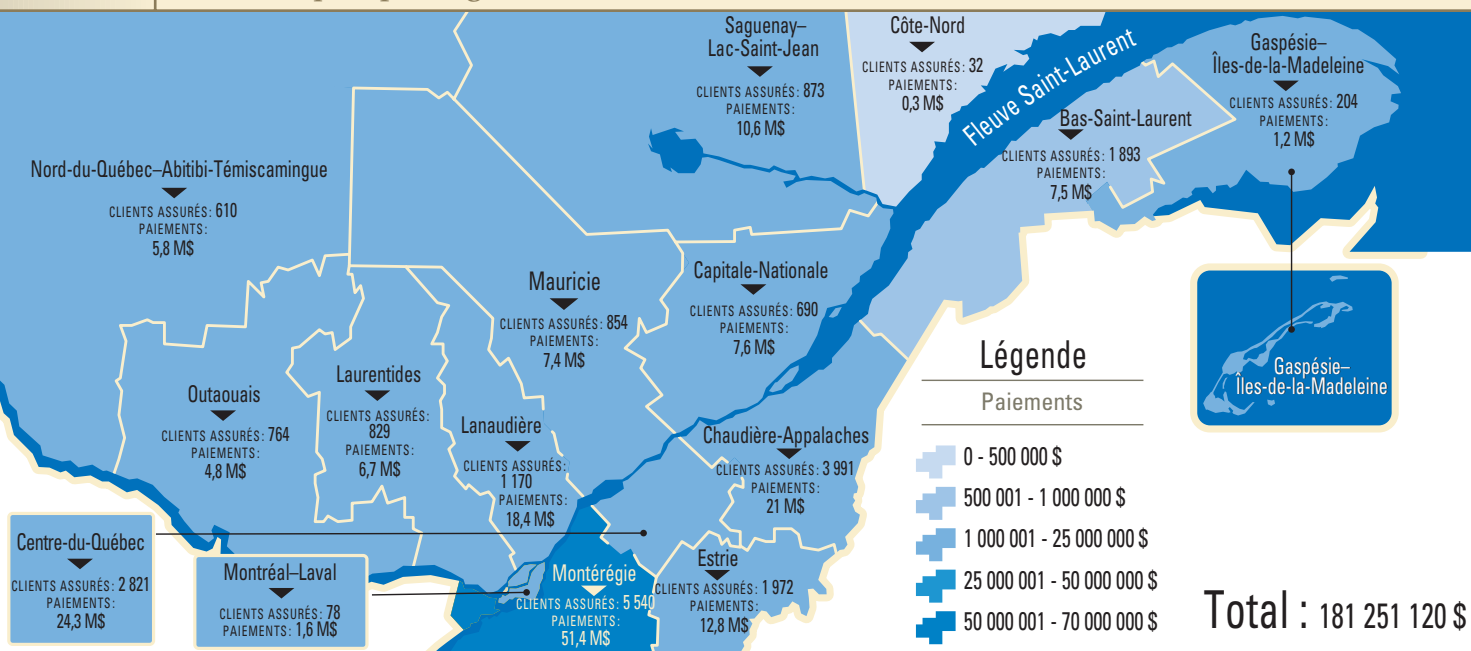 Saguenay–
Lac-Saint-Jean
CLIENTS ASSURÉS: 873
PAIEMENTS:
10,6 M$
Côte-Nord
CLIENTS ASSURÉS: 32
PAIEMENTS:
0,3 M$
Fleuve Saint-Laurent
Gaspésie–
Îles-de-la-Madeleine
CLIENTS ASSURÉS: 204
PAIEMENTS:
1,2 M$
Bas-Saint-Laurent
CLIENTS ASSURÉS: 1 893
PAIEMENTS:
7,5 M$
Nord-du-Québec–Abitibi-Témiscamingue
CLIENTS ASSURÉS: 610
PAIEMENTS:
5,8 M$
Mauricie
CLIENTS ASSURÉS: 854
PAIEMENTS:
7,4 M$
Capitale-Nationale
CLIENTS ASSURÉS: 690
PAIEMENTS:
7,6 M$
Outaouais
CLIENTS ASSURÉS: 764
PAIEMENTS:
4,8 M$
Laurentides
CLIENTS ASSURÉS:
829
PAIEMENTS:
6,7 M$
Lanaudière
CLIENTS ASSURÉS:
1 170
PAIEMENTS:
18,4 M$
Chaudière-Appalaches
CLIENTS ASSURÉS: 3 991
PAIEMENTS:
21 M$
Centre-du-Québec
CLIENTS ASSURÉS: 2 821
PAIEMENTS:
24,3 M$
Montréal–Laval
CLIENTS ASSURÉS: 78
PAIEMENTS: 1,6 M$
Montérégie
CLIENTS ASSURÉS: 5 540
PAIEMENTS:
51,4 M$
Estrie
CLIENTS ASSURÉS: 1 972
PAIEMENTS:
12,8 M$
Gaspésie–
Îles-de-la-Madeleine
Légende
Paiements
0 - 500 000 $
500 001 - 1 000 000 $
1 000 001 - 25 000 000 $
25 000 001 - 50 000 000 $
50 000 001 - 70 000 000 $
Total : 181 251 120 $